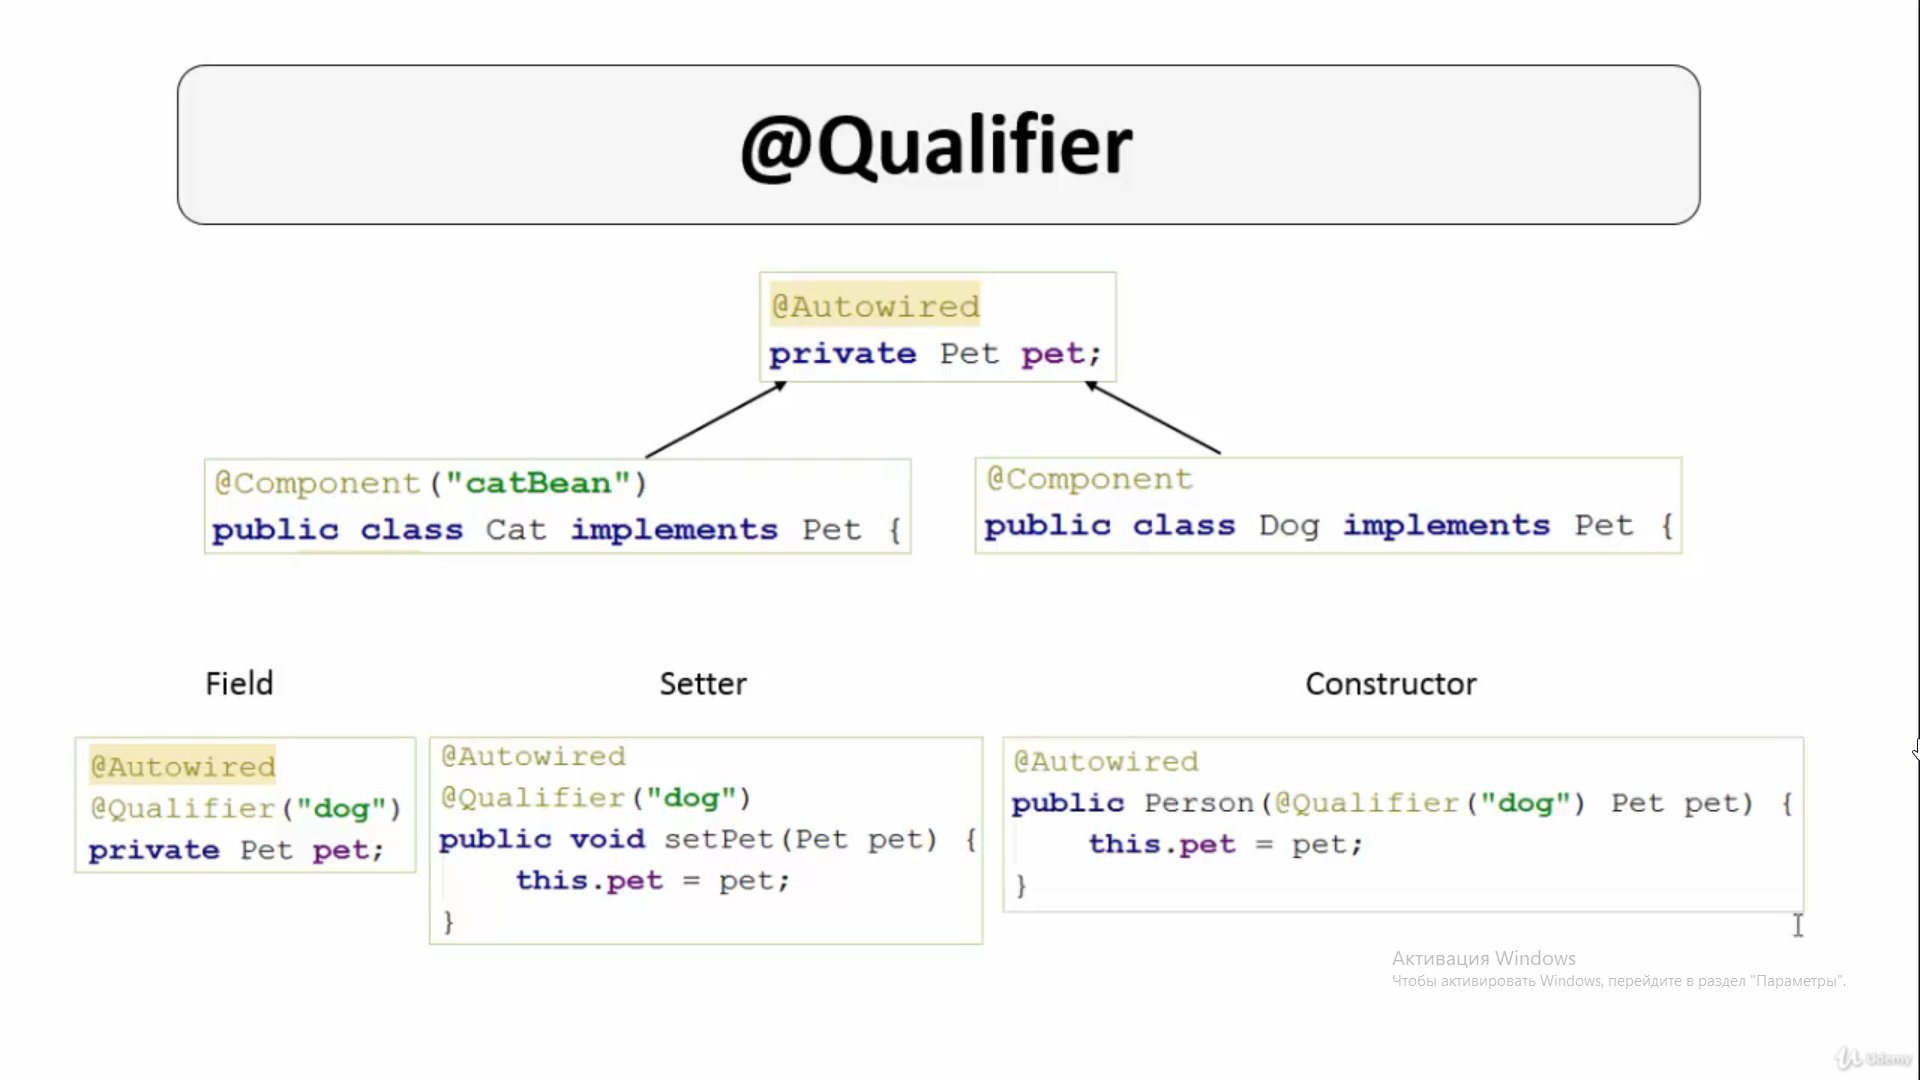 @Qualifier
@Autowired
private Pet pet;
@Component("catBean")
public class Cat implements Pet {
@Component
public class Dog implements Pet {
Field
Setter
Constructor
@Autowired
@Qualifier("dog")
private Pet pet;
@Autowired
@Qualifier("dog")
public void setPet(Pet pet) {
this.pet = pet;
}
@Autowired
public Person(@Qualifier("dog") Pet pet) {
this.pet = pet;
}
Активация Windows
Чтобы активировать Windows, перейдите в раздел "Параметры".
Udemy